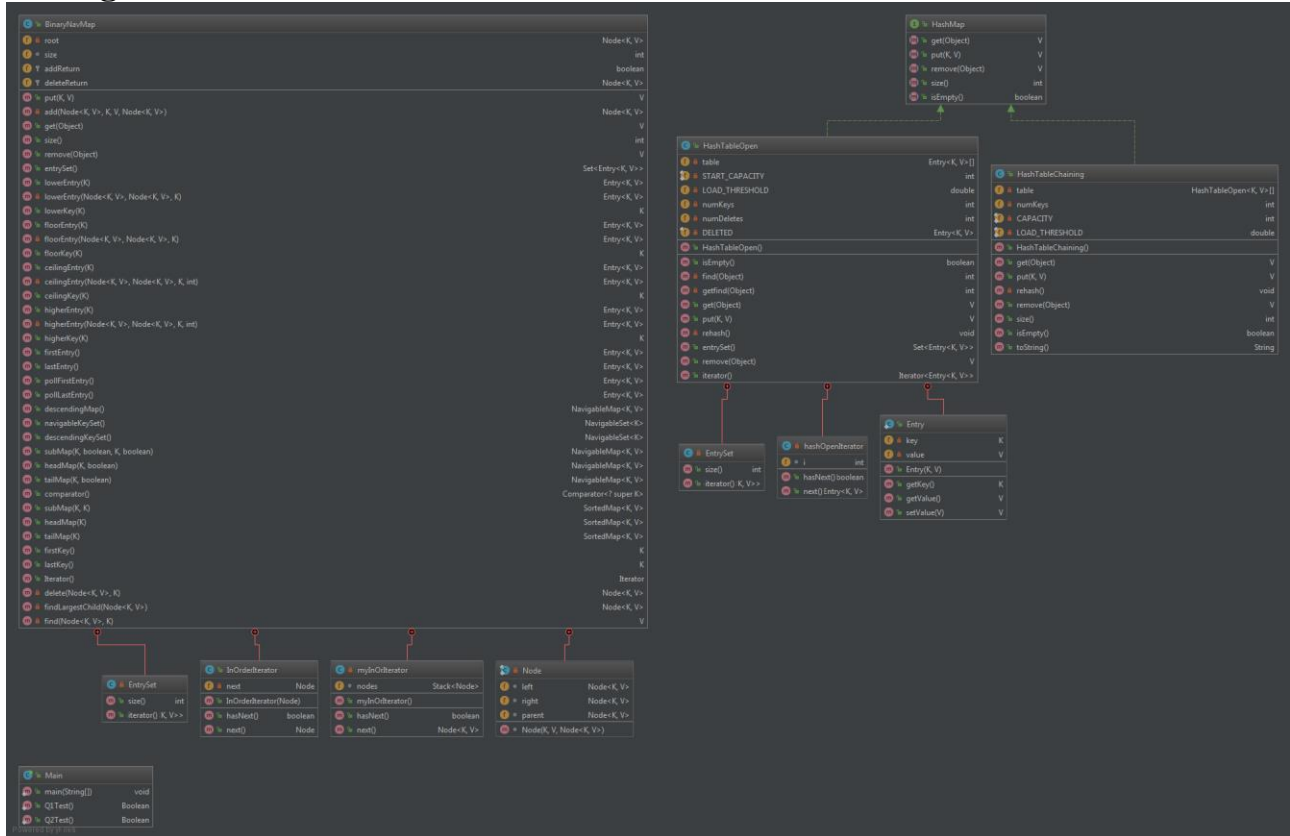 BinaryNavMap
root Node<K, V>
size int
addReturn boolean
deleteReturn Node<K, V>
put(K, V) V
add(Node<K, V>, K, V, Node<K, V>) Node<K, V>
get(Object) V
size() int
remove(Object) V
entrySet() Set<Entry<K, V>>
lowerEntry(K) Entry<K, V>
lowerEntry(Node<K, V>, Node<K, V>, K) Entry<K, V>
lowerKey(K) K
floorEntry(K) Entry<K, V>
floorEntry(Node<K, V>, Node<K, V>, K) Entry<K, V>
floorKey(K) K
ceilingEntry(K) Entry<K, V>
ceilingEntry(Node<K, V>, Node<K, V>, K, int) Entry<K, V>
ceilingKey(K) K
higherEntry(K) Entry<K, V>
higherEntry(Node<K, V>, Node<K, V>, K, int) Entry<K, V>
higherKey(K) K
firstEntry() Entry<K, V>
lastEntry() Entry<K, V>
pollFirstEntry() Entry<K, V>
pollLastEntry() Entry<K, V>
descendingMap() NavigableMap<K, V>
navigableKeySet() NavigableSet<K>
descendingKeySet() NavigableSet<K>
subMap(K, boolean, K, boolean) NavigableMap<K, V>
headMap(K, boolean) NavigableMap<K, V>
tailMap(K, boolean) NavigableMap<K, V>
comparator() Comparator<? super K>
subMap(K, K) SortedMap<K, V>
headMap(K) SortedMap<K, V>
tailMap(K) SortedMap<K, V>
firstKey() K
lastKey() K
Iterator() Iterator
delete(Node<K, V>, K) Node<K, V>
findLargestChild(Node<K, V>) Node<K, V>
find(Node<K, V>, K) V
HashMap
get(Object) V
put(K, V) V
remove(Object) V
size() int
isEmpty() boolean
HashTableOpen
table Entry<K, V>[]
START_CAPACITY int
LOAD_THRESHOLD double
numKeys int
numDeletes int
DELETED Entry<K, V>
HashTableOpen()
isEmpty() boolean
find(Object) int
getfind(Object) int
get(Object) V
put(K, V) V
rehash() void
entrySet() Set<Entry<K, V>>
remove(Object) V
iterator() Iterator<Entry<K, V>>
HashTableChaining
table HashTableOpen<K, V>[]
numKeys int
CAPACITY int
LOAD_THRESHOLD double
HashTableChaining()
get(Object) V
put(K, V) V
rehash() void
remove(Object) V
size() int
isEmpty() boolean
toString() String
EntrySet
size() int
iterator() K, V>>
hashOpenIterator
i int
hasNext() boolean
next() Entry<K, V>
Entry
key K
value V
Entry(K, V)
getKey() K
getValue() V
setValue(V) V
EntrySet
size() int
iterator() K, V>>
InOrderIterator
next Node
InOrderIterator(Node)
hasNext() boolean
next() Node
myInOrIterator
nodes Stack<Node>
myInOrIterator()
hasNext() boolean
next() Node<K, V>
Node
left Node<K, V>
right Node<K, V>
parent Node<K, V>
Node(K, V, Node<K, V>)
Main
main(String[]) void
Q1Test() Boolean
Q2Test() Boolean
Powered by yFiles